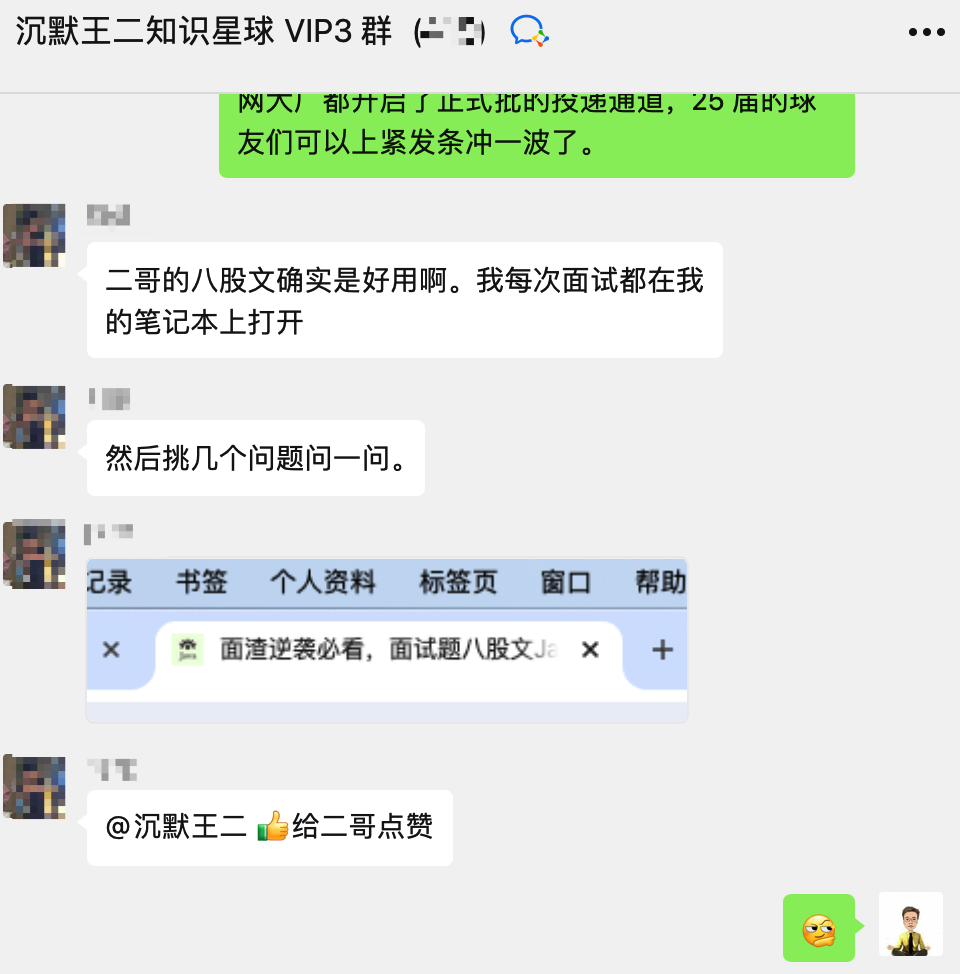 沉默王二知识星球 VIP3 群
网大厂都开启了正式批的投递通道，25 届的球
友们可以上紧发条冲一波了。
二哥的八股文确实是好用啊。我每次面试都在我
的笔记本上打开
然后挑几个问题问一问。
记录 书签 个人资料 标签页 窗口 帮助
面渣逆袭必看，面试题八股文Ja
@沉默王二 👍给二哥点赞